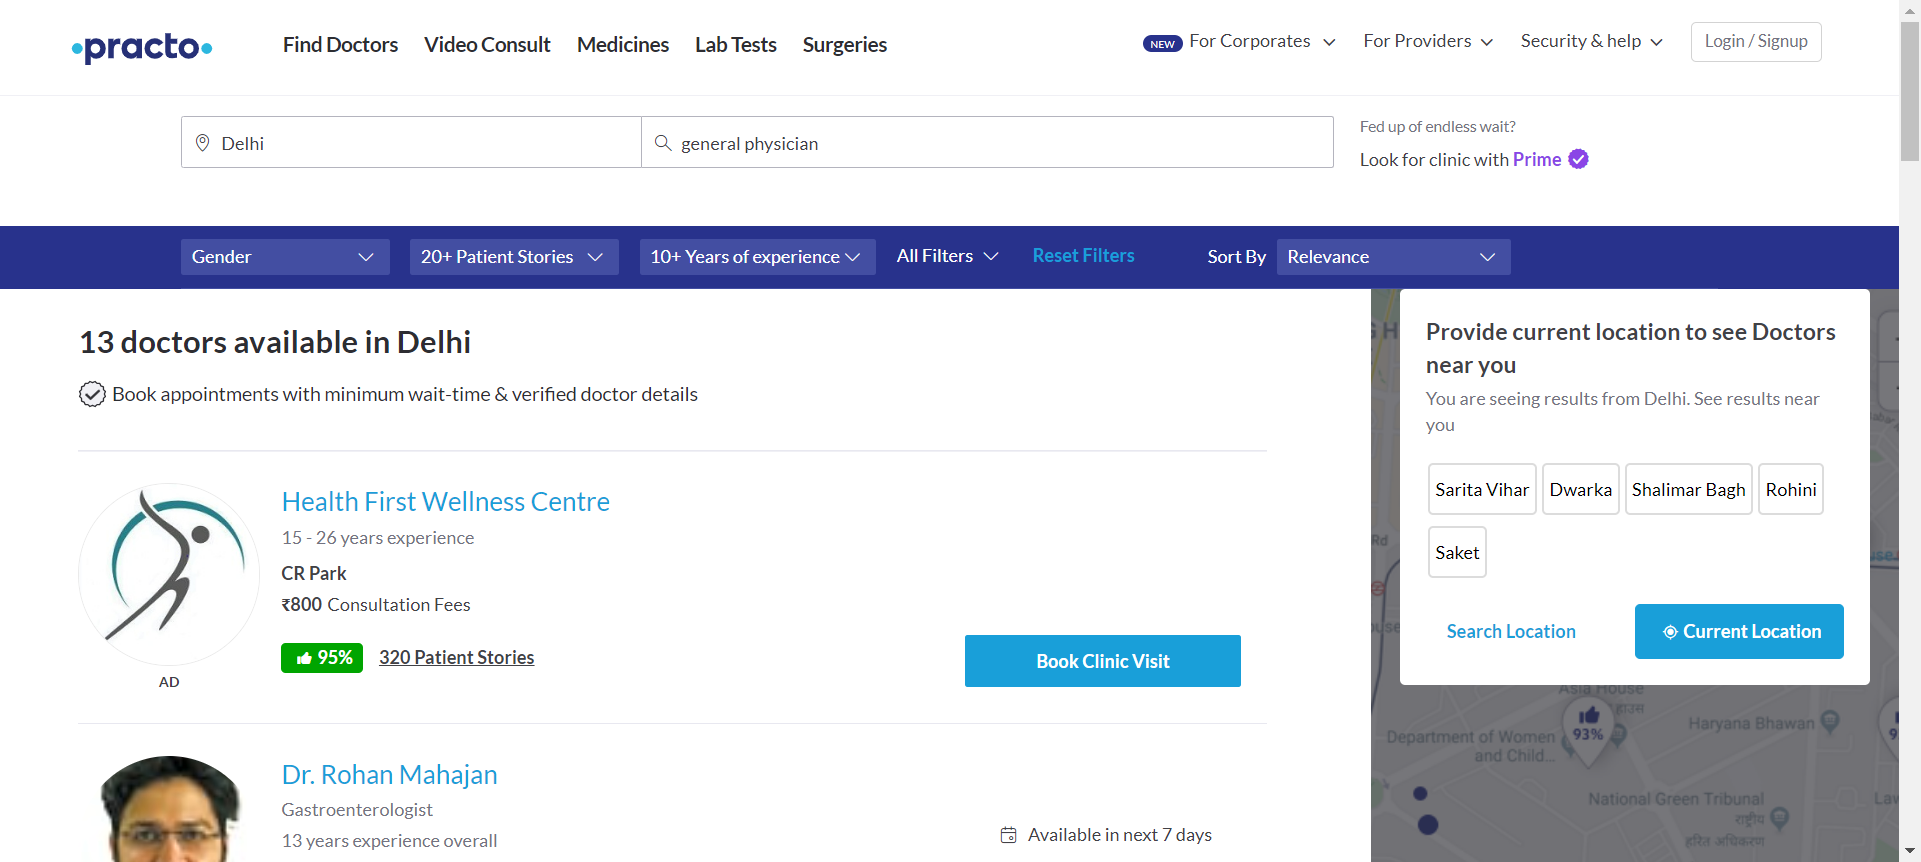 practo
Find Doctors
Video Consult
Medicines
Lab Tests
Surgeries
NEW For Corporates
For Providers
Security & help
Login / Signup
Delhi
general physician
Fed up of endless wait?
Look for clinic with Prime
Gender
20+ Patient Stories
10+ Years of experience
All Filters
Reset Filters
Sort By
Relevance
13 doctors available in Delhi
Book appointments with minimum wait-time & verified doctor details
Health First Wellness Centre
15 - 26 years experience
CR Park
₹800 Consultation Fees
95%
320 Patient Stories
AD
Book Clinic Visit
Dr. Rohan Mahajan
Gastroenterologist
13 years experience overall
Available in next 7 days
Provide current location to see Doctors
near you
You are seeing results from Delhi. See results near
you
Sarita Vihar
Dwarka
Shalimar Bagh
Rohini
Saket
Search Location
Current Location
Rd
Asia House
हाउस
93%
Haryana Bhawan
Department of Women
and Child...
National Green Tribunal
राष्ट्रीय
हरित अधिकरण